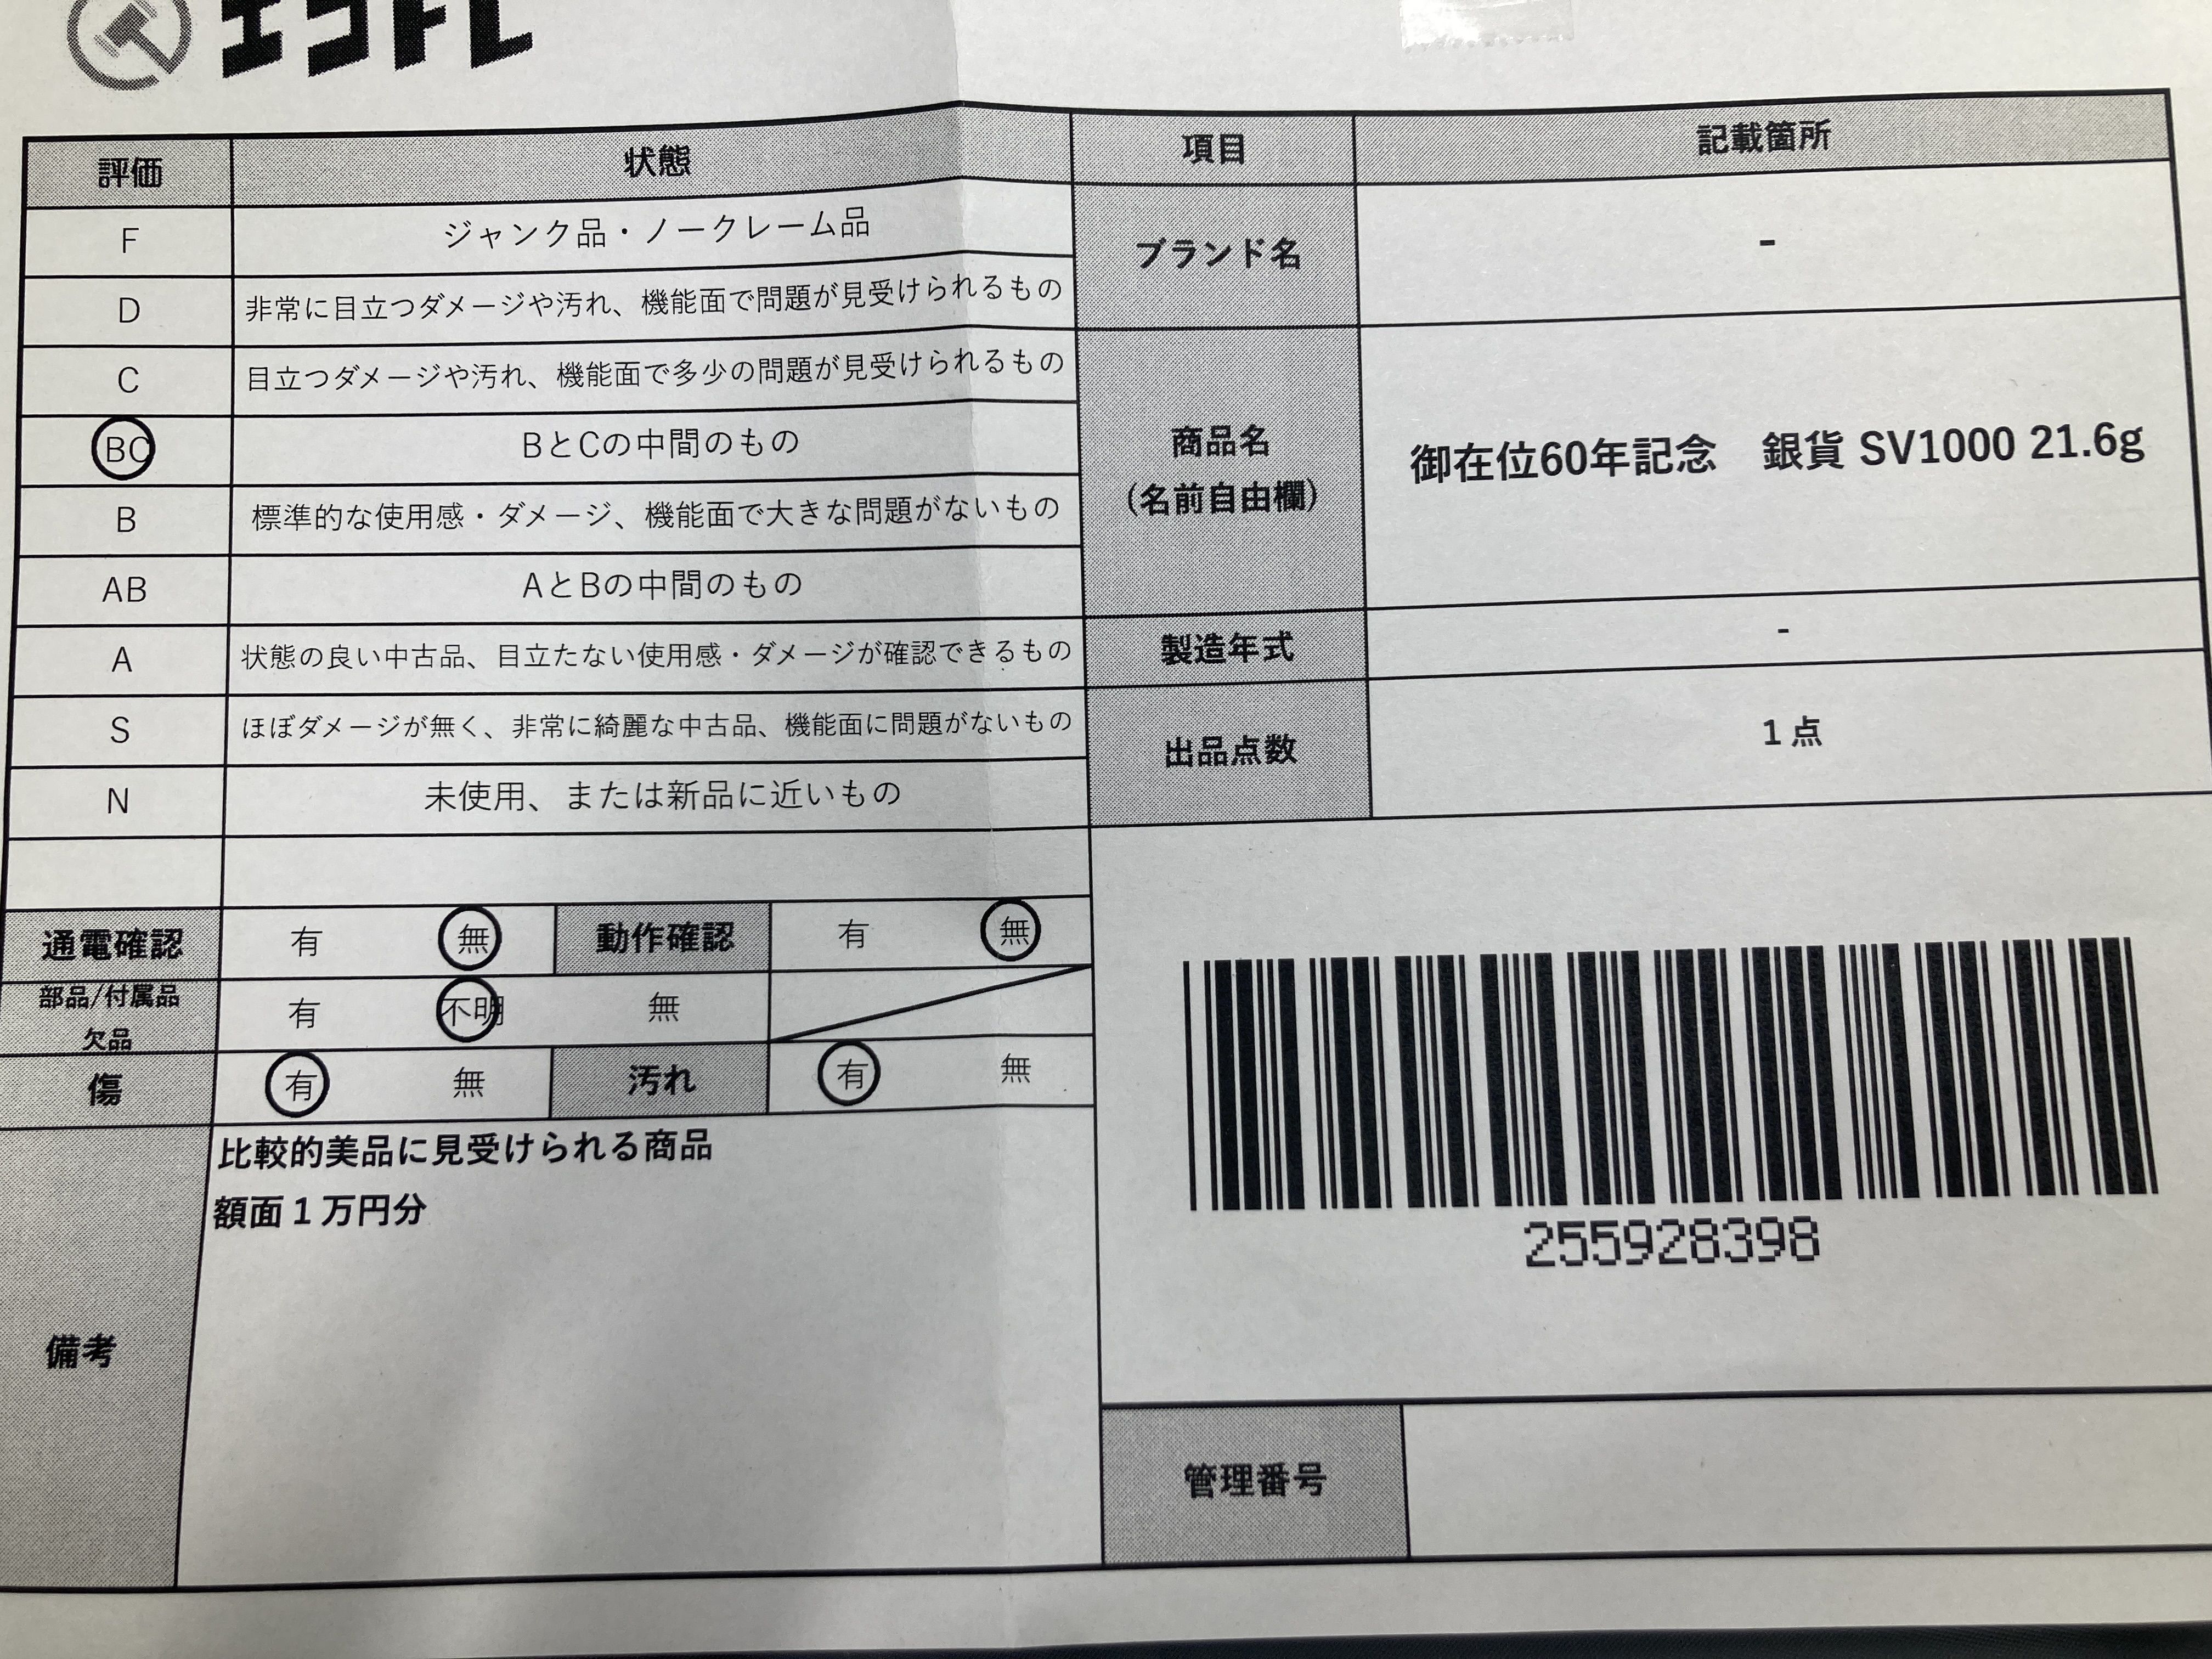 エコトレ
評価 状態
F ジャンク品・ノークレーム品
D 非常に目立つダメージや汚れ、機能面で問題が見受けられるもの
C 目立つダメージや汚れ、機能面で多少の問題が見受けられるもの
BC BとCの中間のもの
B 標準的な使用感・ダメージ、機能面で大きな問題がないもの
AB AとBの中間のもの
A 状態の良い中古品、目立たない使用感・ダメージが確認できるもの
S ほぼダメージが無く、非常に綺麗な中古品、機能面に問題がないもの
N 未使用、または新品に近いもの
通電確認 有 無 動作確認 有 無
部品/付属品
欠品 有 不明 無
傷 有 無 汚れ 有 無
備考
比較的美品に見受けられる商品
額面1万円分
項目 記載箇所
ブランド名 -
商品名
(名前自由欄)
御在位60年記念 銀貨 SV1000 21.6g
製造年式 -
出品点数 1点
255928398
管理番号